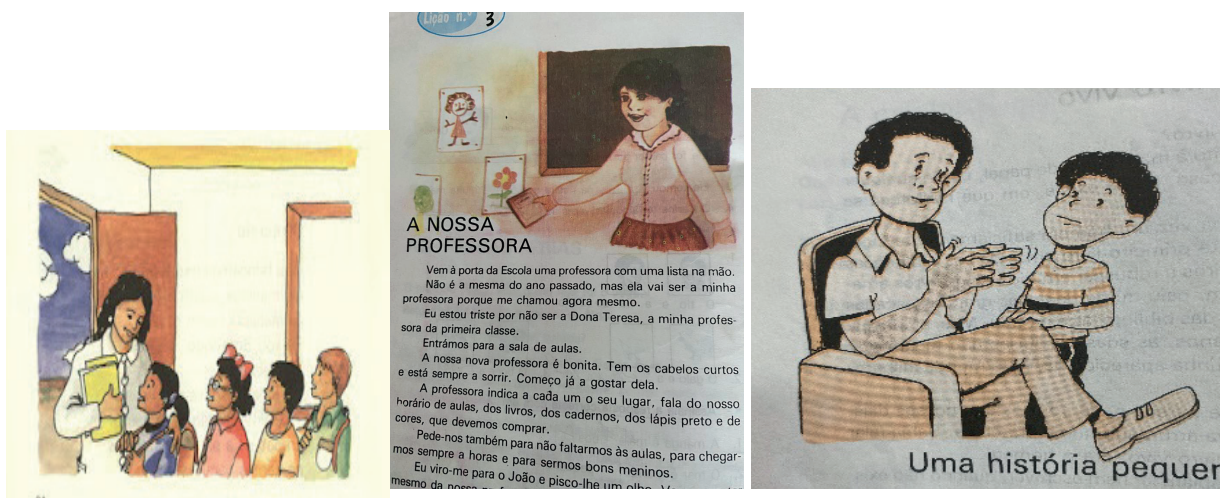 Lição n.º 3
A NOSSA
PROFESSORA
Vem à porta da Escola uma professora com uma lista na mão.
Não é a mesma do ano passado, mas ela vai ser a minha
professora porque me chamou agora mesmo.
Eu estou triste por não ser a Dona Teresa, a minha profes-
sora da primeira classe.
Entrámos para a sala de aulas.
A nossa nova professora é bonita. Tem os cabelos curtos
e está sempre a sorrir. Começo já a gostar dela.
A professora indica a cada um o seu lugar, fala do nosso
horário de aulas, dos livros, dos cadernos, dos lápis preto e de
cores, que devemos comprar.
Pede-nos também para não faltarmos às aulas, para chegar-
mos sempre a horas e para sermos bons meninos.
Eu viro-me para o João e pisco-lhe um olho.
mesmo da nossa
Uma história pequen